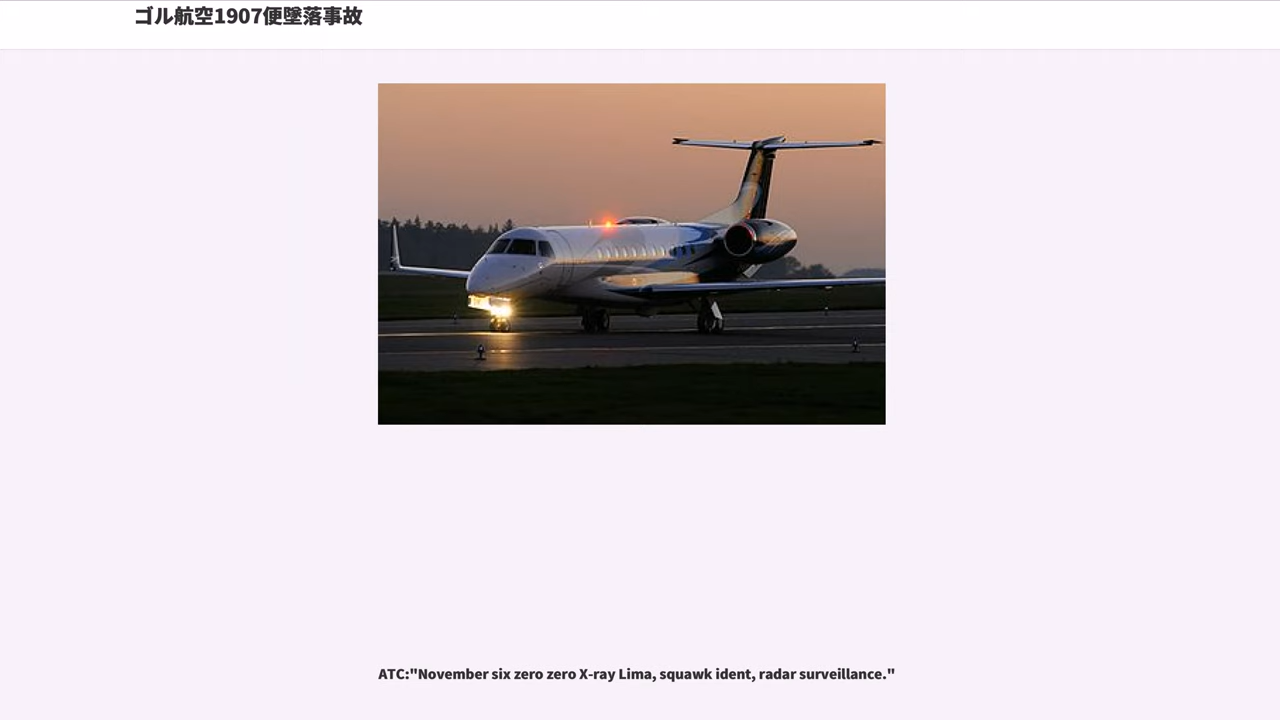 ゴル航空1907便墜落事故
ATC:"November six zero zero X-ray Lima, squawk ident, radar surveillance."